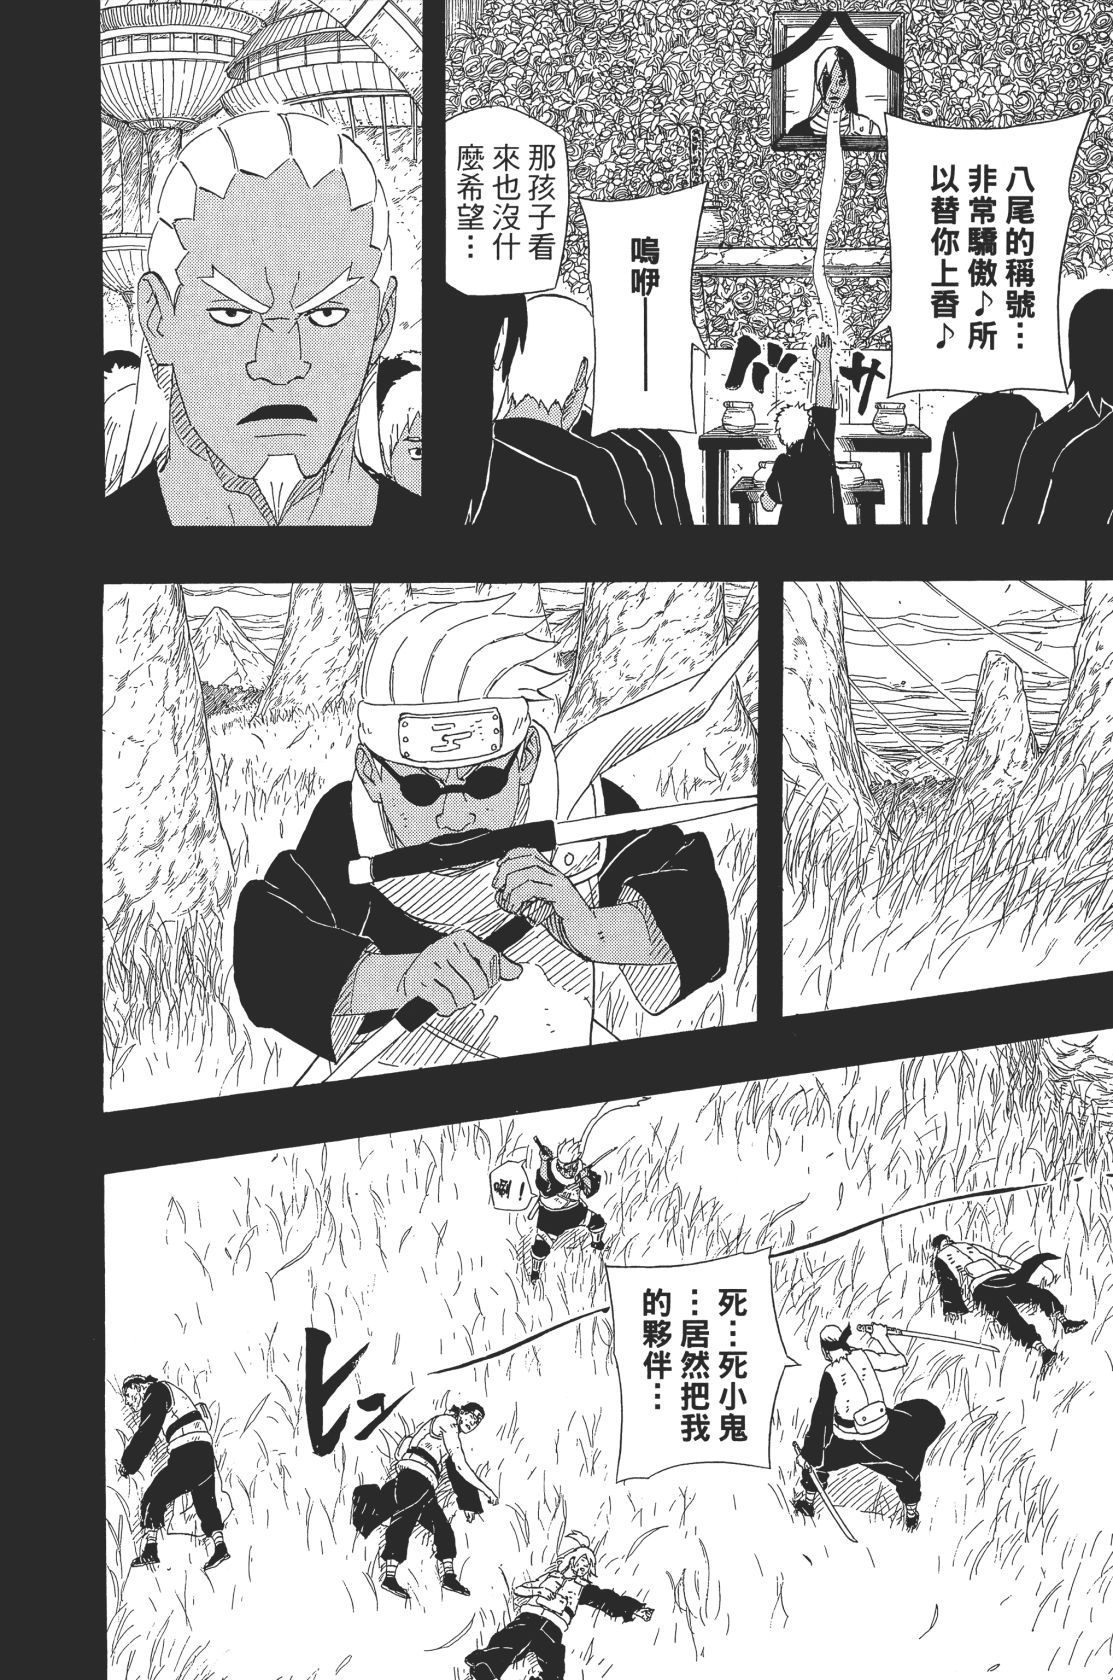 八尾的稱號…
非常驕傲♪所
以替你上香♪
バサ
嗚咿——
那孩子看
來也沒什
麼希望…
死…死小鬼
…居然把我
的夥伴…
ヒュ